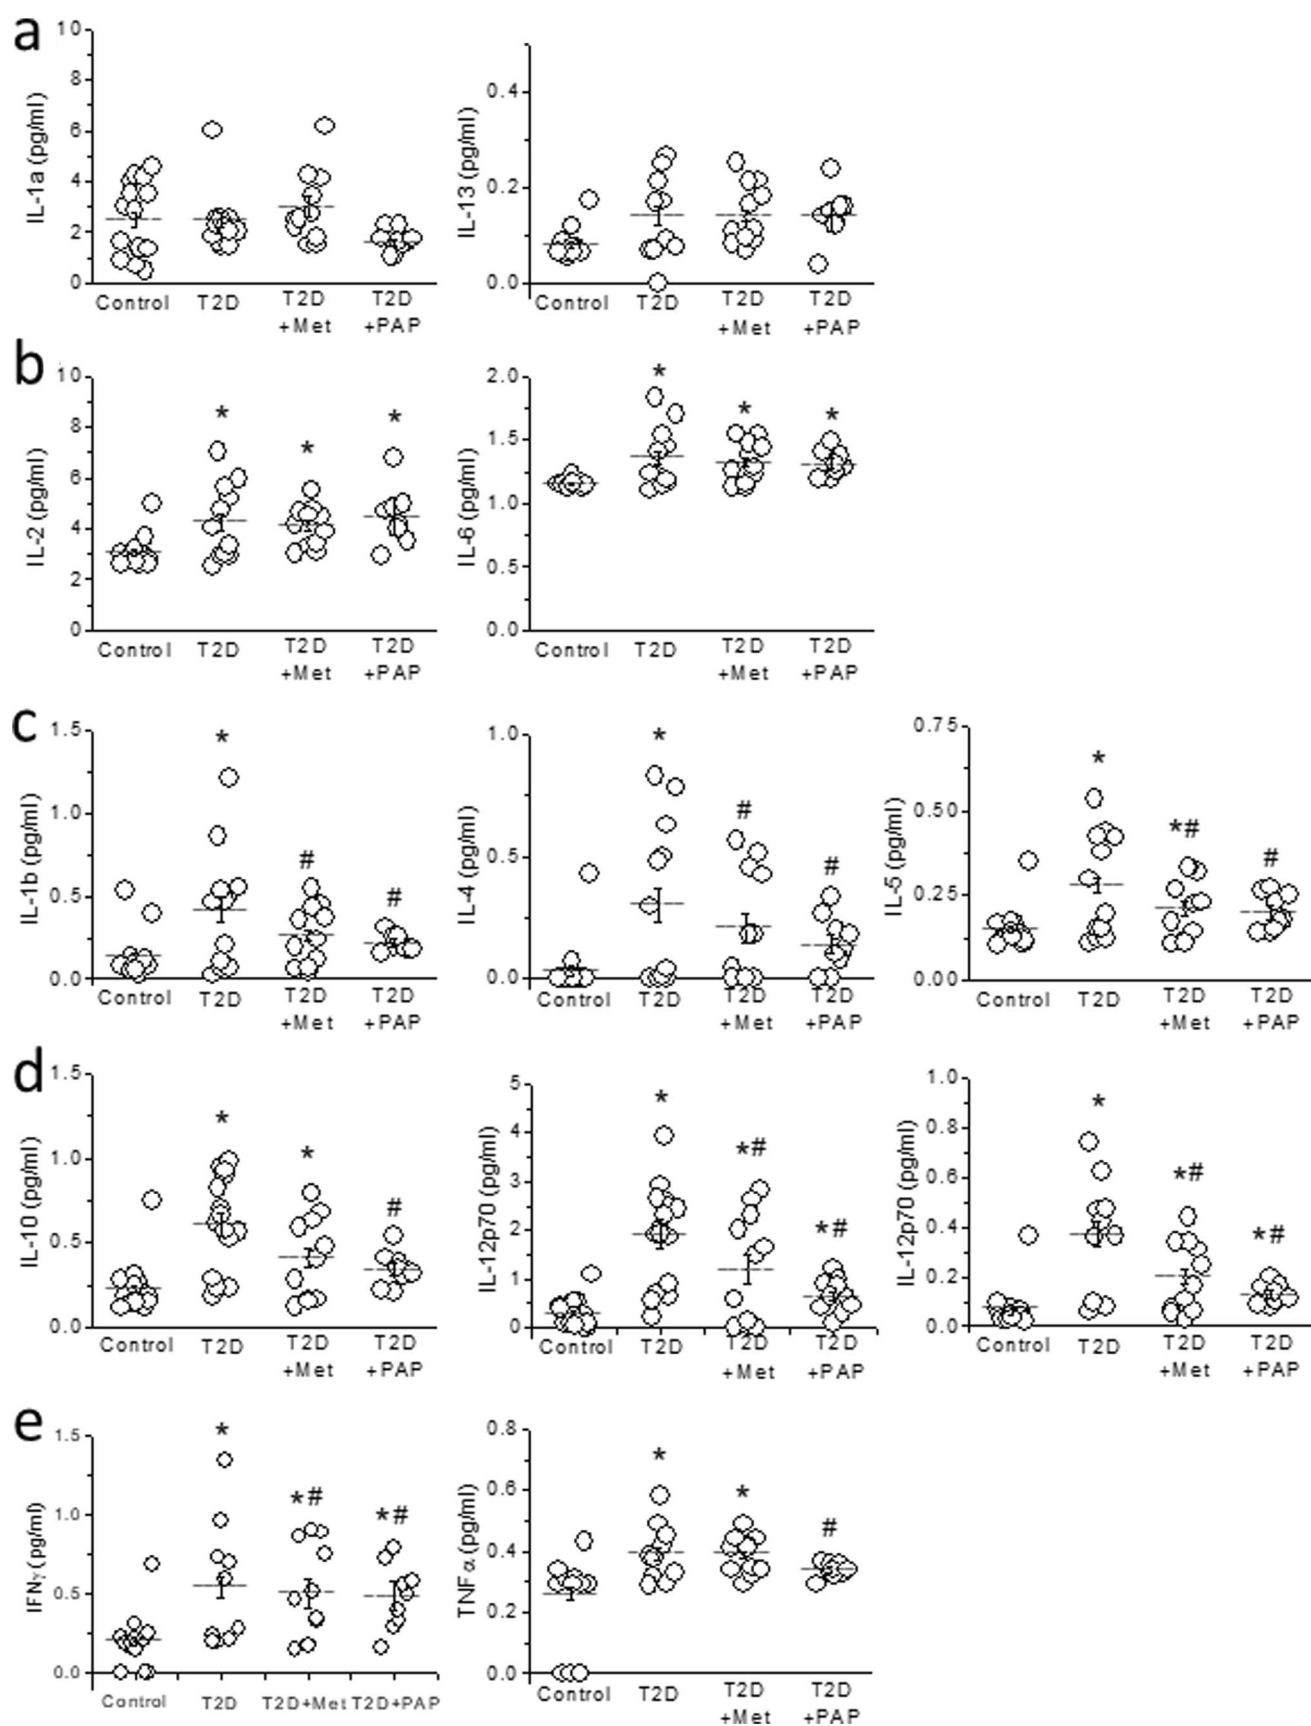 a
10
8
6
4
2
0
IL-1a (pg/ml)
Control
T2D
T2D
+Met
T2D
+PAP
0.4
0.2
0.0
IL-13 (pg/ml)
Control
T2D
T2D
+Met
T2D
+PAP
b
10
8
6
4
2
0
IL-2 (pg/ml)
*
*
*
Control
T2D
T2D
+Met
T2D
+PAP
2.0
1.5
1.0
0.5
0.0
IL-6 (pg/ml)
*
*
*
Control
T2D
T2D
+Met
T2D
+PAP
c
1.5
1.0
0.5
0.0
IL-1b (pg/ml)
*
#
#
Control
T2D
T2D
+Met
T2D
+PAP
1.0
0.5
0.0
IL-4 (pg/ml)
*
#
#
Control
T2D
T2D
+Met
T2D
+PAP
0.75
0.50
0.25
0.00
IL-5 (pg/ml)
*
*#
#
Control
T2D
T2D
+Met
T2D
+PAP
d
1.5
1.0
0.5
0.0
IL-10 (pg/ml)
*
*
#
Control
T2D
T2D
+Met
T2D
+PAP
5
4
3
2
1
0
IL-12p70 (pg/ml)
*
*#
*#
Control
T2D
T2D
+Met
T2D
+PAP
1.0
0.8
0.6
0.4
0.2
0.0
IL-12p70 (pg/ml)
*
*#
*#
Control
T2D
T2D
+Met
T2D
+PAP
e
1.5
1.0
0.5
0.0
IFNγ (pg/ml)
*
*#
*#
Control
T2D
T2D+Met
T2D+PAP
0.8
0.6
0.4
0.2
0.0
TNFα (pg/ml)
*
*
#
Control
T2D
T2D
+Met
T2D
+PAP